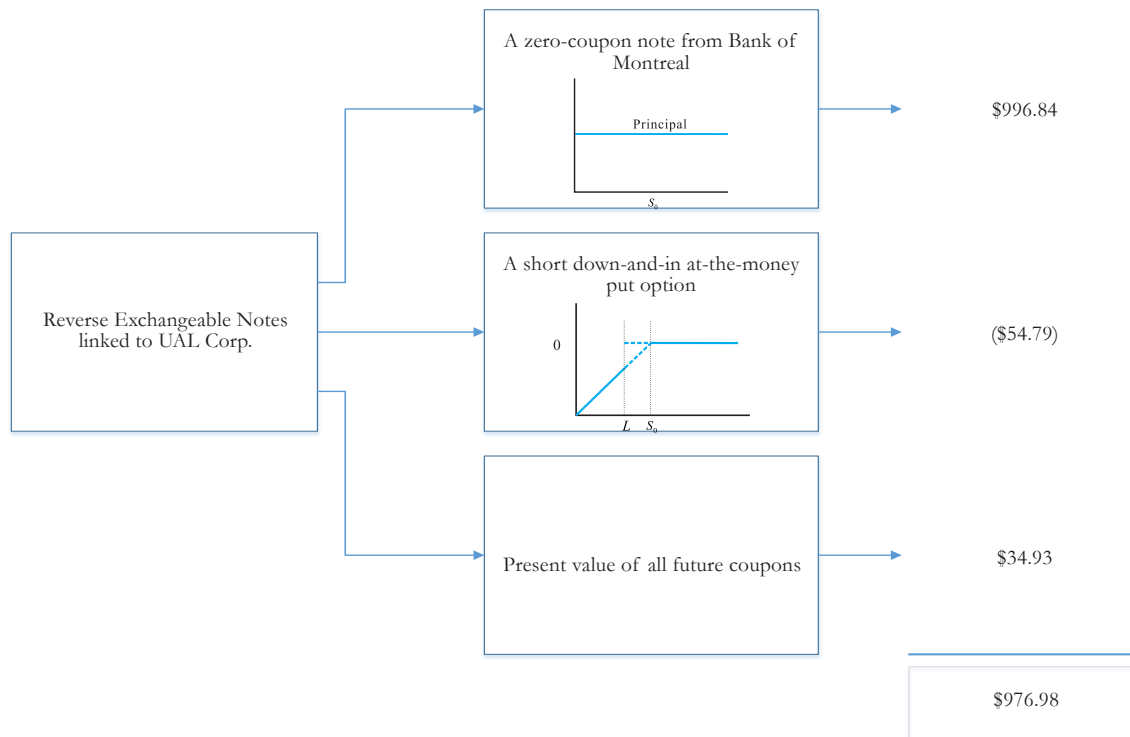 A zero-coupon note from Bank of
Montreal
Principal
S₀
$996.84
Reverse Exchangeable Notes
linked to UAL Corp.
A short down-and-in at-the-money
put option
0
L S₀
($54.79)
Present value of all future coupons
$34.93
$976.98